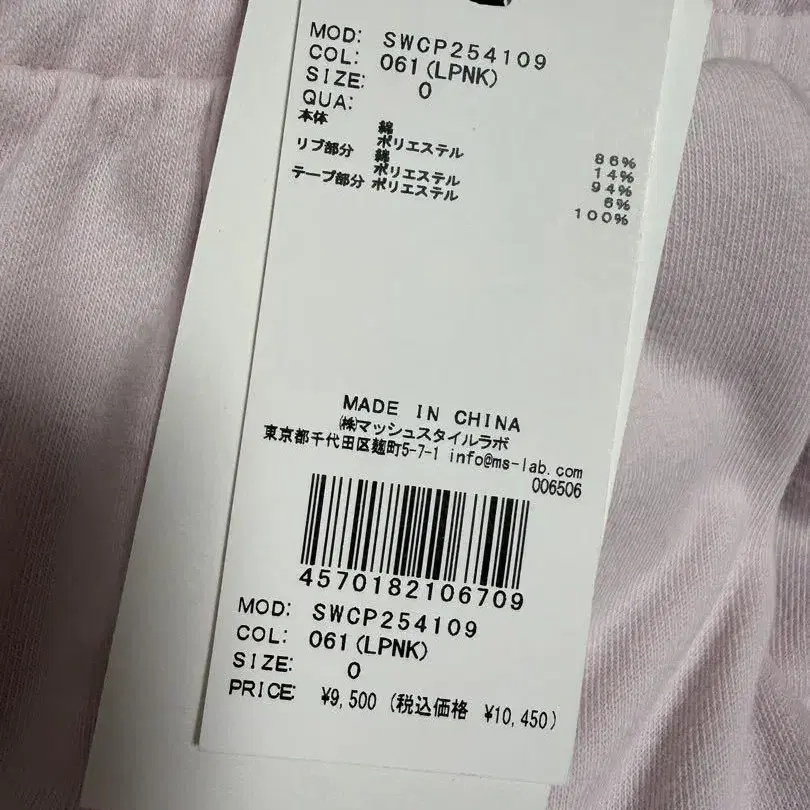 MOD: SWCP254109
COL: 061(LPNK)
SIZE: 0
QUA:
本体 綿 86%
ポリエステル 14%
リブ部分 綿 94%
ポリエステル 6%
テープ部分 ポリエステル 100%
MADE IN CHINA
㈱マッシュスタイルラボ
東京都千代田区麹町5-7-1 info@ms-lab.com
006506
4570182106709
MOD: SWCP254109
COL: 061(LPNK)
SIZE: 0
PRICE: ¥9,500 (税込価格 ¥10,450)